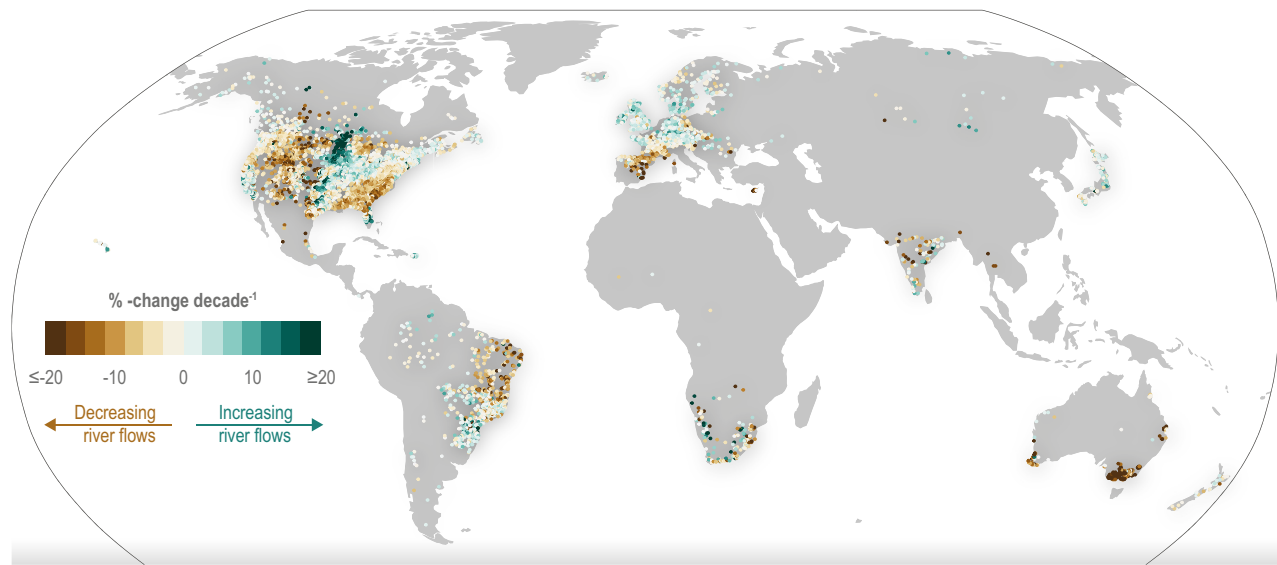 % -change decade-1
≤-20 -10 0 10 ≥20
Decreasing Increasing
river flows river flows